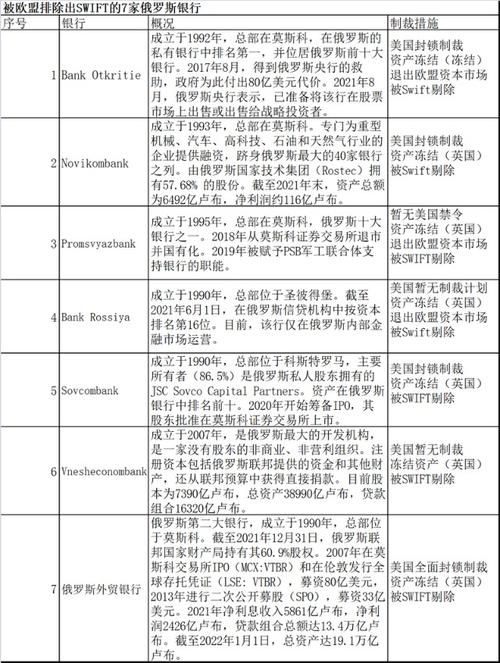 被欧盟排除出SWIFT的7家俄罗斯银行
序号 银行 概况 制裁措施
1 Bank Otkritie
成立于1992年，总部在莫斯科，在俄罗斯的
私有银行中排名第一，并位居俄罗斯前十大
银行。2017年8月，得到俄罗斯央行的救
助，政府为此付出80亿美元代价。2021年8
月，俄罗斯央行表示，已准备将该行在股票
市场上出售或出售给战略投资者。
美国封锁制裁
资产冻结（冻结）
退出欧盟资本市场
被Swift剔除
2 Novikombank
成立于1993年，总部在莫斯科。专门为重型
机械、汽车、高科技、石油和天然气行业的
企业提供融资，跻身俄罗斯最大的40家银行
之列。由俄罗斯国家技术集团（Rostec）拥
有57.68% 的股份。截至2021年末，资产总额
为6492亿卢布，净利润约116亿卢布。
美国封锁制裁
资产冻结（英国）
退出欧盟资本市场
被Swift剔除
3 Promsvyazbank
成立于1995年，总部在莫斯科，俄罗斯十大
银行之一。2018年从莫斯科证券交易所退市
并国有化。2019年被赋予PSB军工联合体支
持银行的职能。
暂无美国禁令
资产冻结（英国）
退出欧盟资本市场
被SWIFT剔除
4 Bank Rossiya
成立于1990年，总部位于圣彼得堡。截至
2021年6月1日，在俄罗斯信贷机构中按资本
排名第16位。目前，该行仅在俄罗斯内部金
融市场运营。
美国暂无制裁计划
资产冻结（英国）
退出欧盟资本市场
被Swift剔除
5 Sovcombank
成立于1990年，总部位于科斯特罗马，主要
所有者（86.5%）是俄罗斯私人股东拥有的
JSC Sovco Capital Partners。资产在俄罗斯
银行中排名前十。2020年开始筹备IPO，其
股东批准在莫斯科证券交易所上市。
美国封锁制裁
资产冻结（英国）
被Swift剔除
6 Vnesheconombank
成立于2007年，是俄罗斯最大的开发机构，
是一家没有股东的非商业、非营利组织。注
册资本包括俄罗斯联邦提供的资金和其他财
产，还从联邦预算中获得直接捐款。目前股
本为7390亿卢布，总资产38990亿卢布，贷款
组合16320亿卢布。
美国暂无制裁
冻结资产（英国）
被SWIFT剔除
7 俄罗斯外贸银行
俄罗斯第二大银行，成立于1990年，总部位
于莫斯科。截至2021年12月31日，俄罗斯联
邦国家财产局持有其60.9%股权。2007年在莫
斯科交易所IPO（MCX:VTBR）和在伦敦发行全
球存托凭证（LSE: VTBR），募资80亿美元，
2013年进行二次公开募股（SPO），募资33亿
美元。2021年净利息收入5861亿卢布，净利
润2426亿卢布，贷款组合总额达13.4万亿卢
布。截至2022年1月1日，总资产达19.1万亿
卢布。
美国全面封锁制裁
资产冻结（英国）
被SWIFT剔除